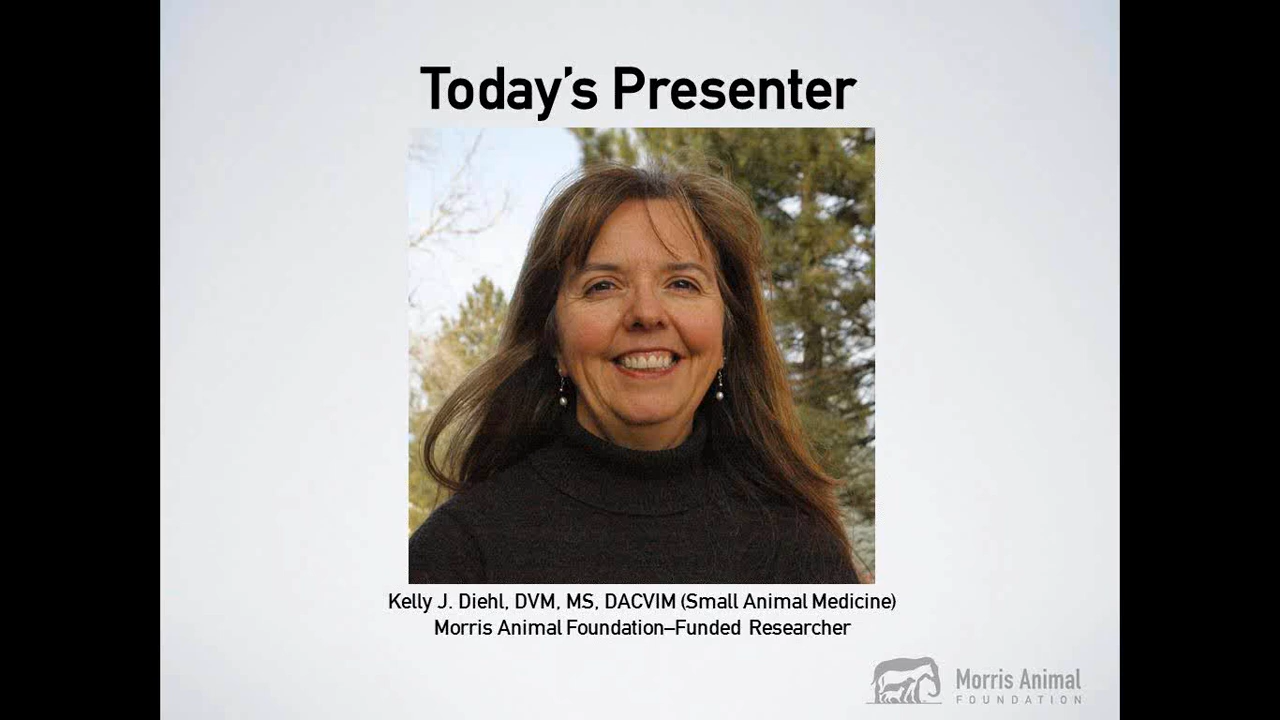 Today's Presenter
Kelly J. Diehl, DVM, MS, DACVIM (Small Animal Medicine)
Morris Animal Foundation–Funded Researcher
Morris Animal
FOUNDATION